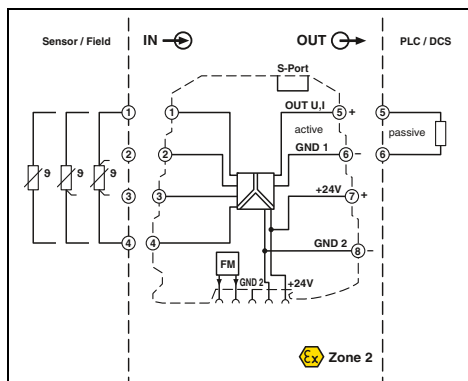 Sensor / Field
IN
OUT
PLC / DCS
S-Port
1
1
OUT U,I
5
+
5
active
passive
2
2
GND 1
6
–
6
ϑ
ϑ
ϑ
3
3
+24V
7
+
4
4
GND 2
8
–
FM
GND 2
+24V
Ex
Zone 2